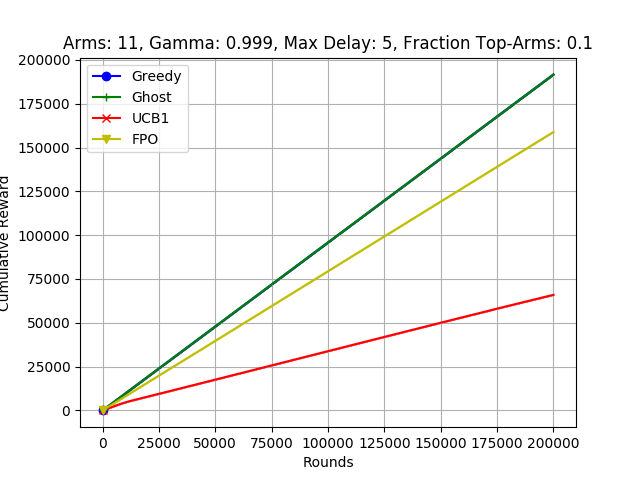 Arms: 11, Gamma: 0.999, Max Delay: 5, Fraction Top-Arms: 0.1
200000
175000
150000
125000
100000
75000
50000
25000
0
Cumulative Reward
Greedy
Ghost
UCB1
FPO
0 25000 50000 75000 100000 125000 150000 175000 200000
Rounds